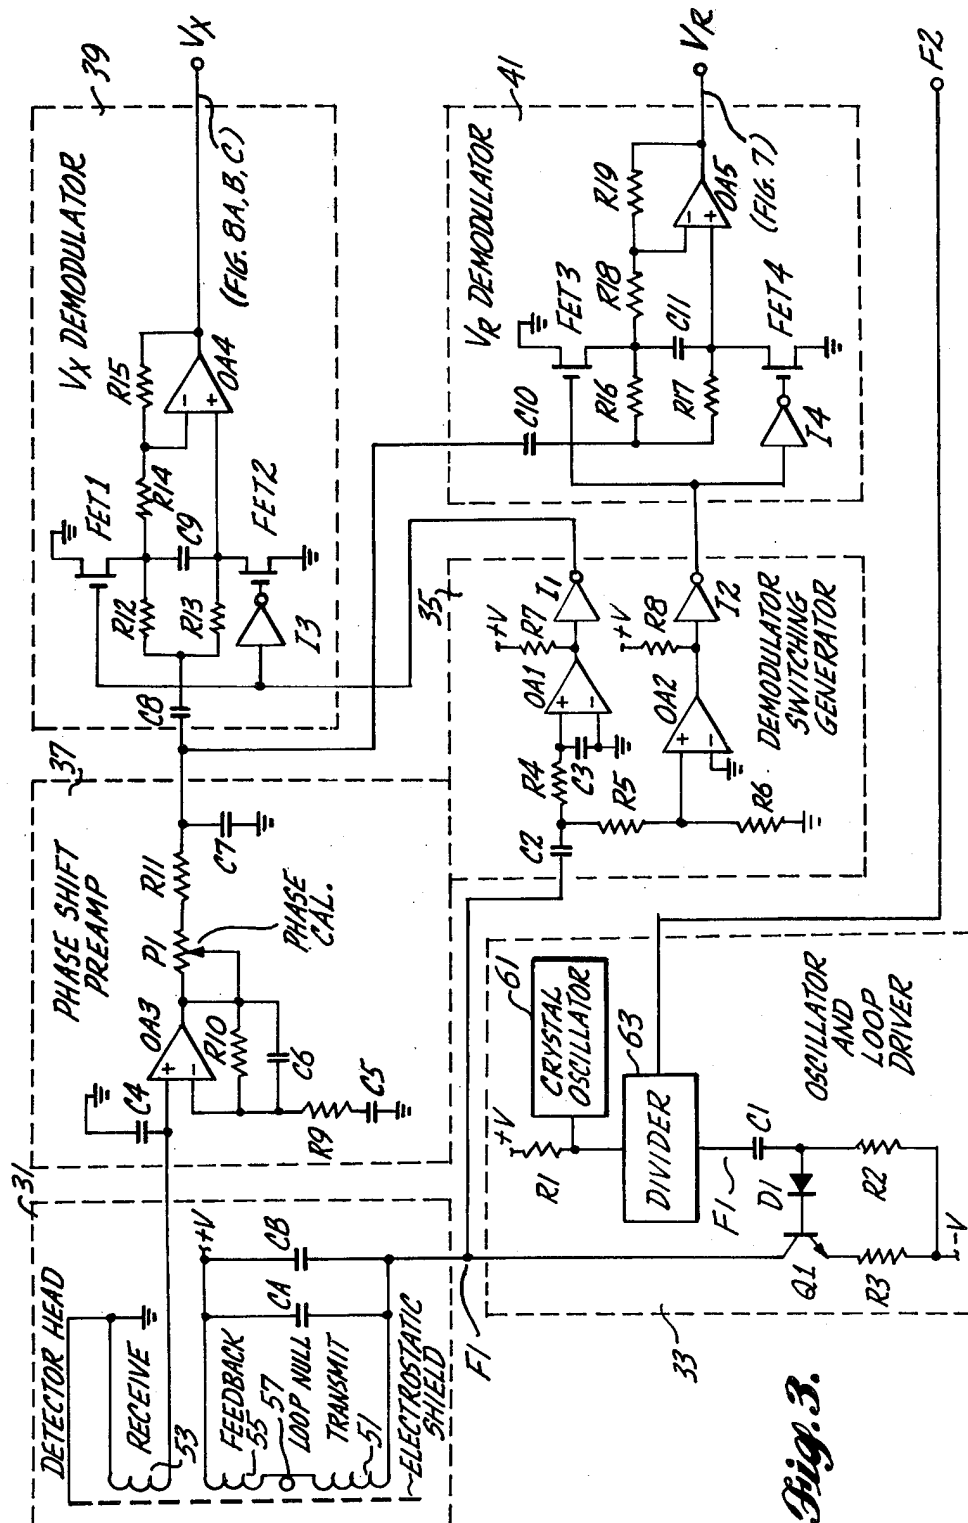 DETECTOR HEAD
31
RECEIVE
53
FEEDBACK
55
57
LOOP NULL
TRANSMIT
51
ELECTROSTATIC
SHIELD
+V
CA
CB
F1
PHASE SHIFT
PREAMP
37
C4
OA3
+
-
R10
C6
R9
C5
P1
R11
PHASE
CAL.
C7
VX DEMODULATOR
39
C8
R12
R13
FET1
C9
R14
R15
-
+
OA4
FET2
I3
VX
(FIG. 8A, B, C)
33
OSCILLATOR
AND
LOOP
DRIVER
+V
R1
CRYSTAL
OSCILLATOR
61
DIVIDER
63
F1
C1
D1
Q1
R2
R3
-V
35
DEMODULATOR
SWITCHING
GENERATOR
C2
R4
C3
R5
R6
OA1
+
-
OA2
+
-
+V
R7
+V
R8
I1
I2
VR DEMODULATOR
41
C10
R16
R17
FET3
C11
R18
R19
-
+
OA5
FET4
I4
VR
(FIG. 7)
F2
Fig. 3.